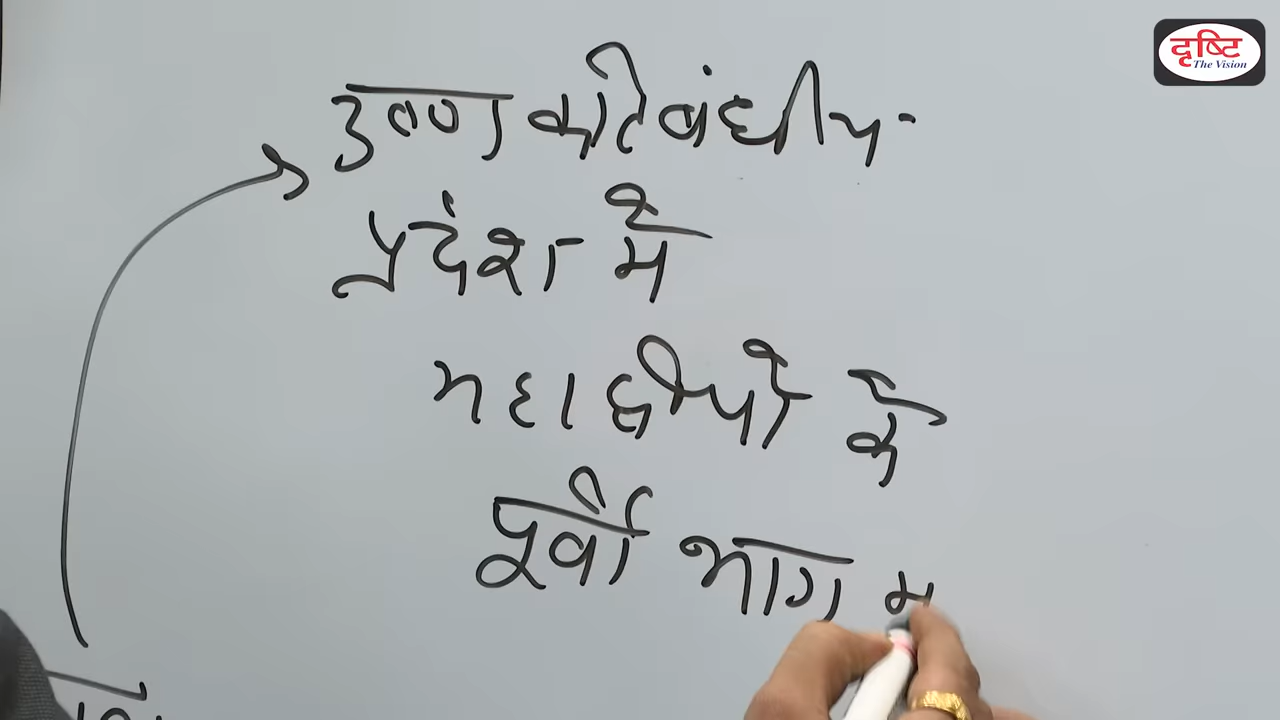 दृष्टि
The Vision
उष्ण कटिबंधीय
प्रदेश में
महाद्वीपों के
पूर्वी भाग म